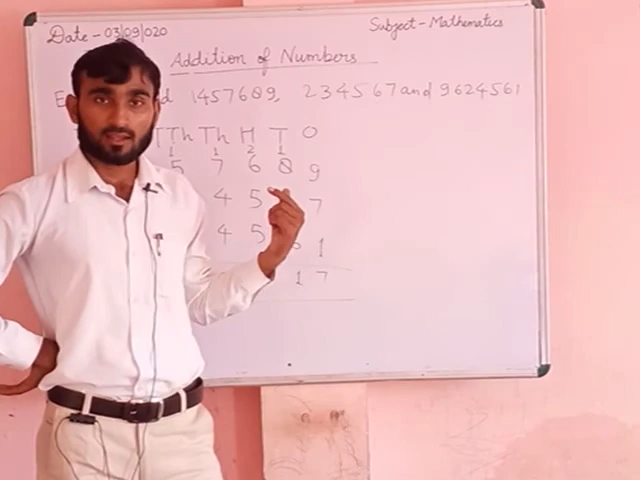 Date - 03/09/020
Subject - Mathematics
Addition of Numbers
1457689, 234567 and 9624561
TTh Th H T O
1 1 2 1
5 7 6 8 9
4 5 7
4 5 6 1
1 7